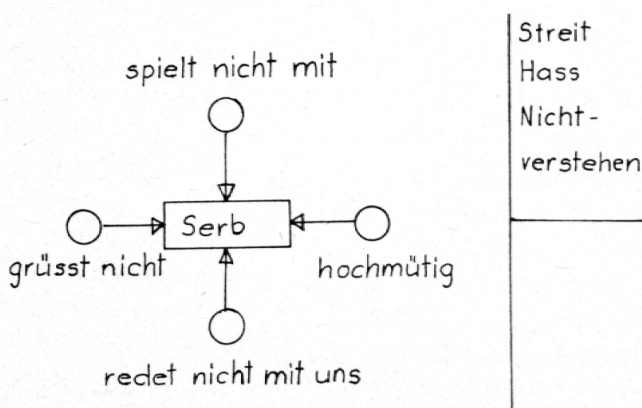 spielt nicht mit
Serb
grüsst nicht
hochmütig
redet nicht mit uns
Streit
Hass
Nicht-
verstehen